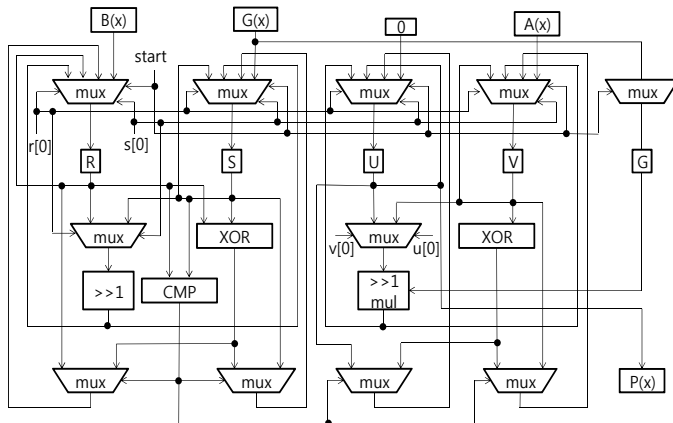 B(x) G(x) 0 A(x)
start
mux mux mux mux mux
r[0] s[0]
R S U V G
mux XOR mux XOR
v[0] u[0]
>>1 CMP >>1
mul
mux mux mux mux P(x)